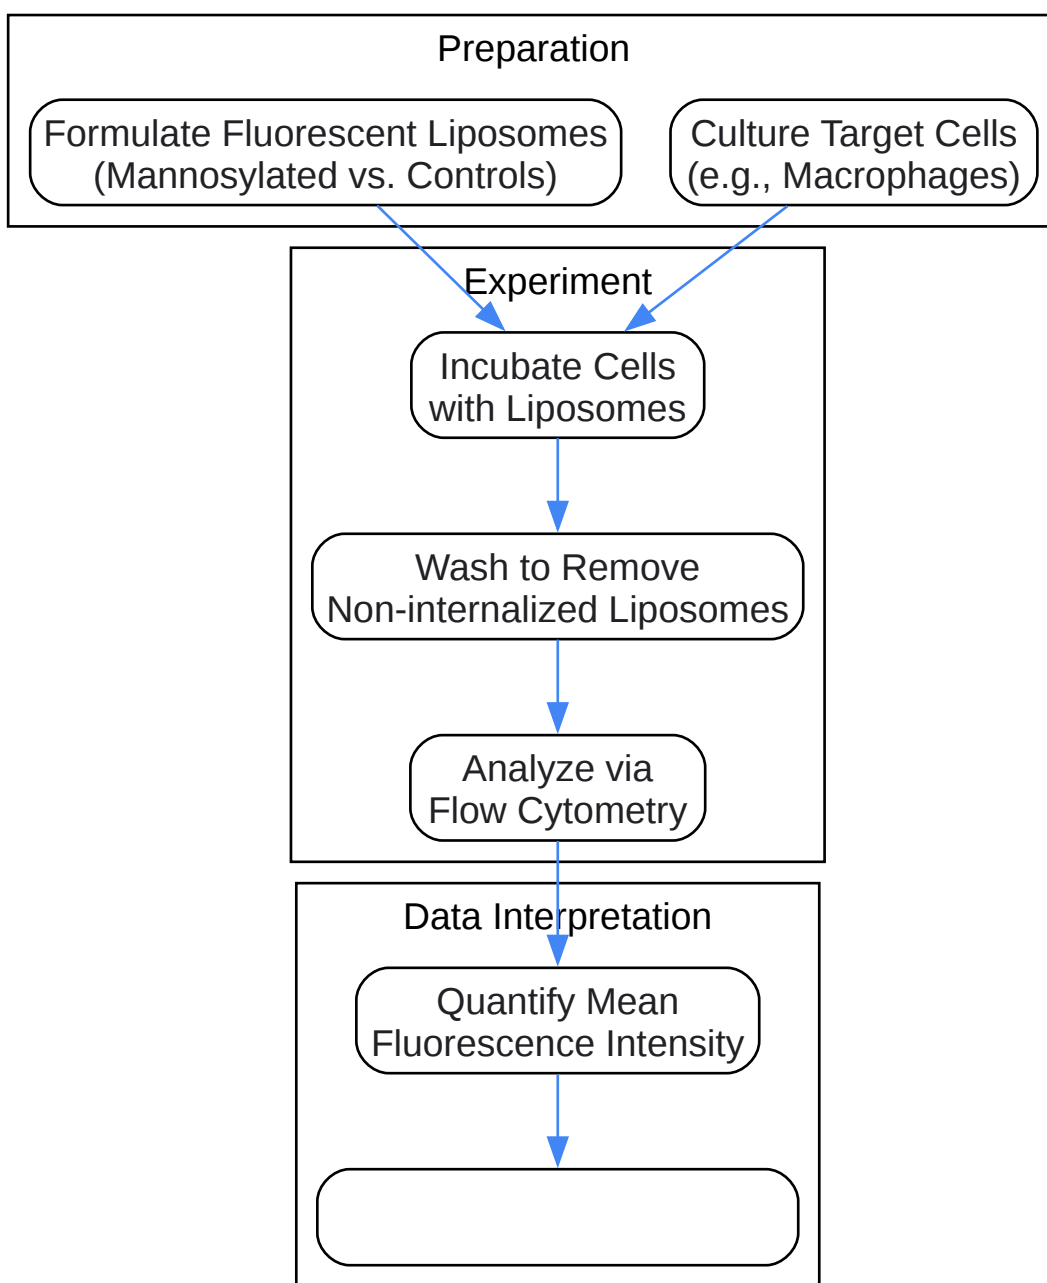 Preparation
Formulate Fluorescent Liposomes
(Mannosylated vs. Controls)
Culture Target Cells
(e.g., Macrophages)
Experiment
Incubate Cells
with Liposomes
Wash to Remove
Non-internalized Liposomes
Analyze via
Flow Cytometry
Data Interpretation
Quantify Mean
Fluorescence Intensity